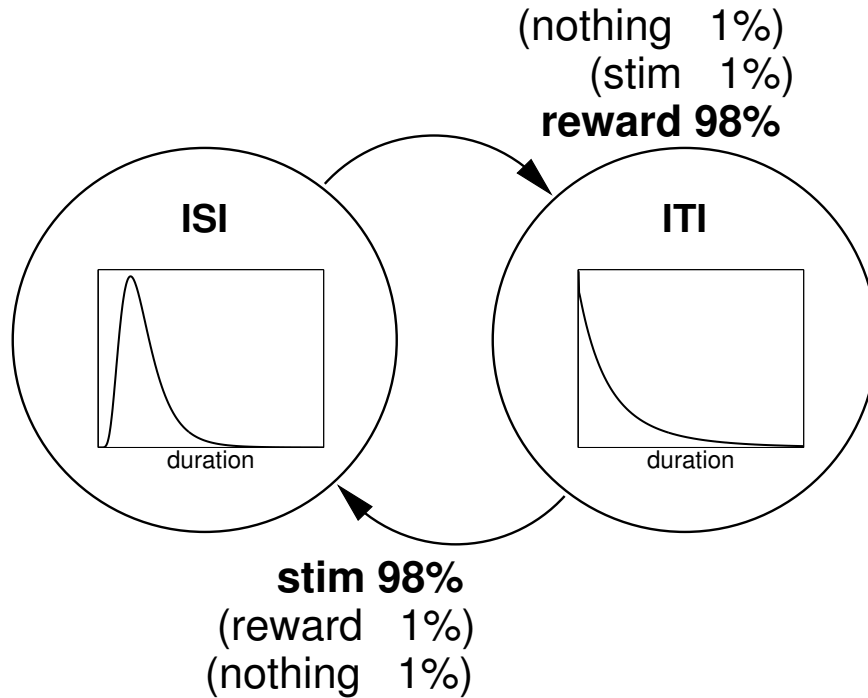 (nothing 1%)
(stim 1%)
reward 98%
ISI
ITI
duration
duration
stim 98%
(reward 1%)
(nothing 1%)